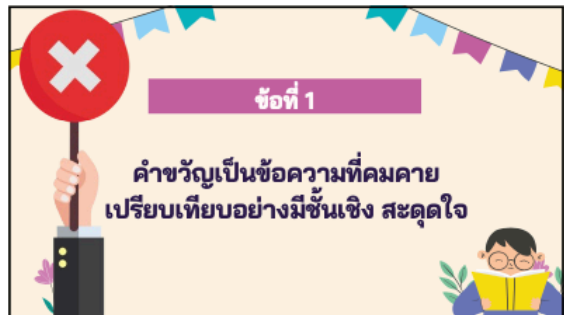 ข้อที่ 1
คำขวัญเป็นข้อความที่คมคาย
เปรียบเทียบอย่างมีชั้นเชิง สะดุดใจ